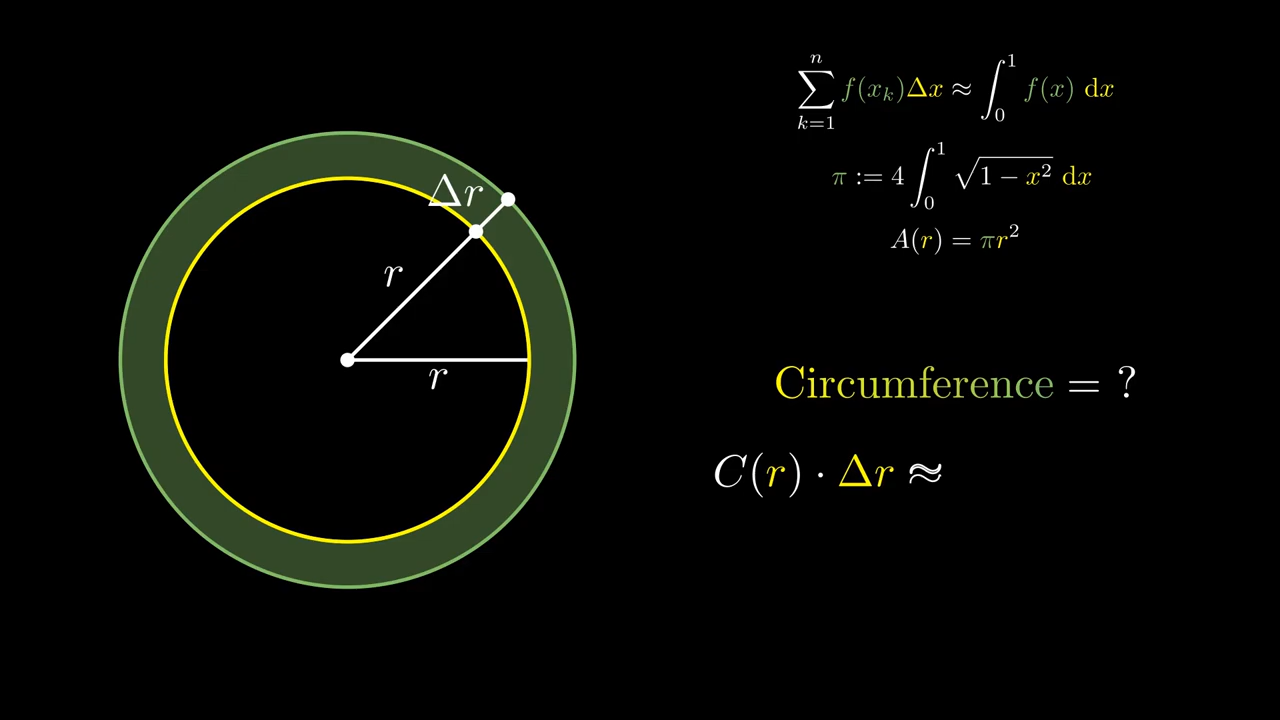 Δr
r
r
∑_{k=1}^{n} f(x_k)Δx ≈ ∫_0^1 f(x) dx
π := 4 ∫_0^1 √(1 − x²) dx
A(r) = πr²
Circumference = ?
C(r) · Δr ≈